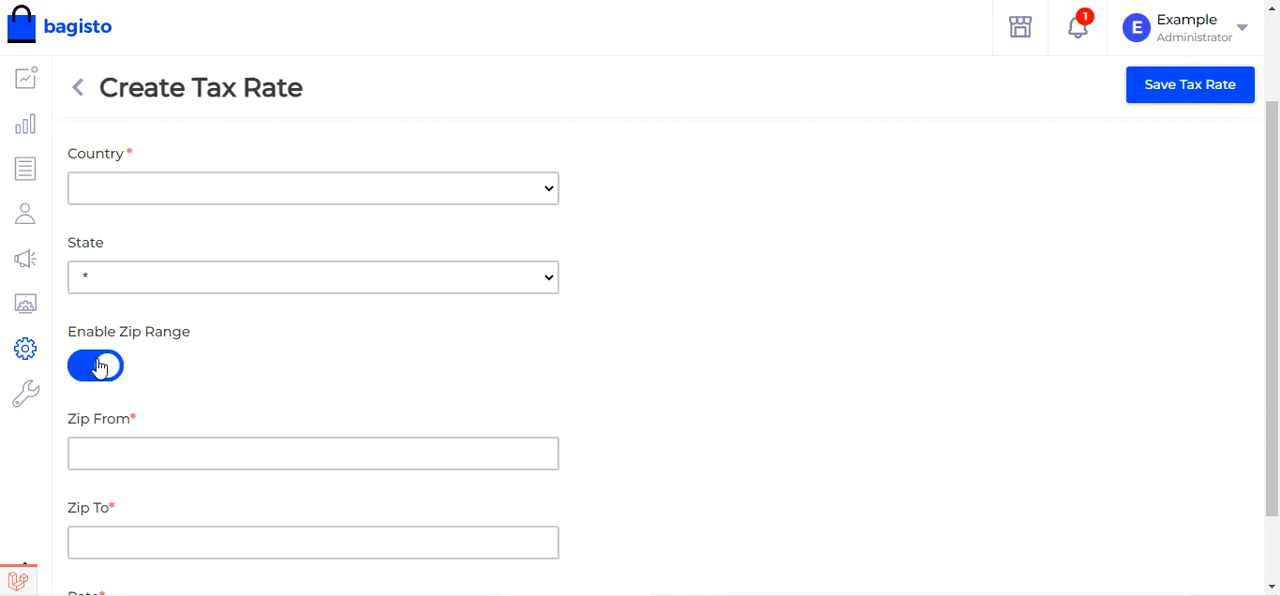 bagisto
1
E
Example
Administrator
Create Tax Rate
Save Tax Rate
Country*
State
*
Enable Zip Range
Zip From*
Zip To*
Rate*